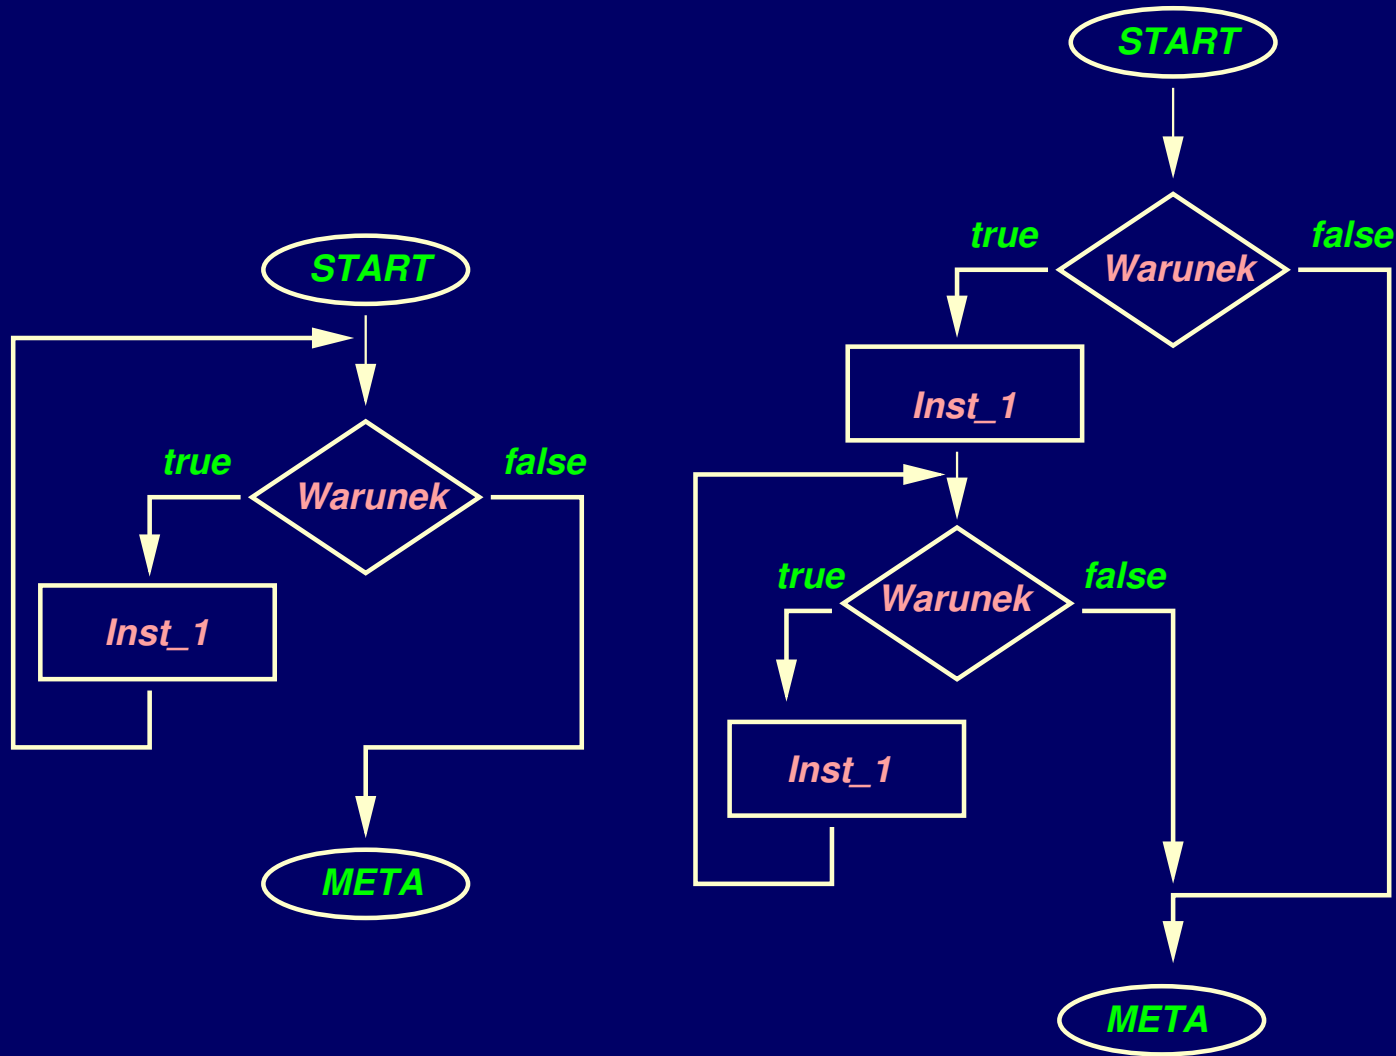 START
true
Warunek
false
Inst_1
META
START
true
Warunek
false
Inst_1
true
Warunek
false
Inst_1
META